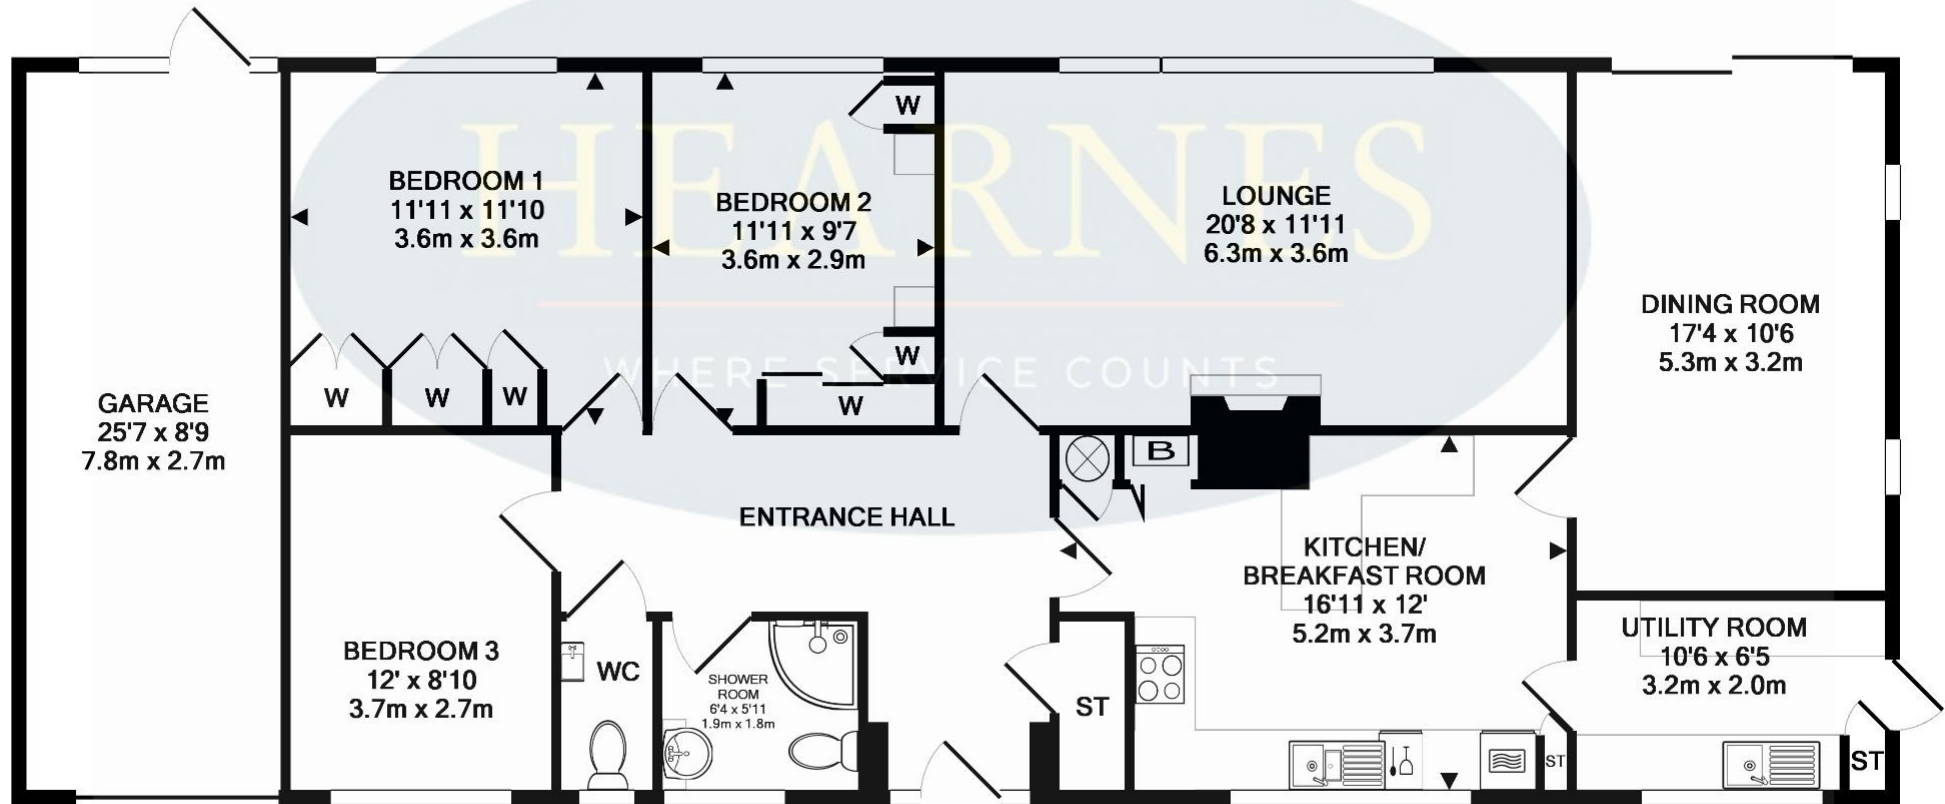 HEARNES
WHERE SERVICE COUNTS
GARAGE
25'7 x 8'9
7.8m x 2.7m
BEDROOM 1
11'11 x 11'10
3.6m x 3.6m
W
W
W
BEDROOM 2
11'11 x 9'7
3.6m x 2.9m
W
W
W
LOUNGE
20'8 x 11'11
6.3m x 3.6m
DINING ROOM
17'4 x 10'6
5.3m x 3.2m
ENTRANCE HALL
B
KITCHEN/
BREAKFAST ROOM
16'11 x 12'
5.2m x 3.7m
BEDROOM 3
12' x 8'10
3.7m x 2.7m
WC
SHOWER
ROOM
6'4 x 5'11
1.9m x 1.8m
ST
UTILITY ROOM
10'6 x 6'5
3.2m x 2.0m
ST
ST